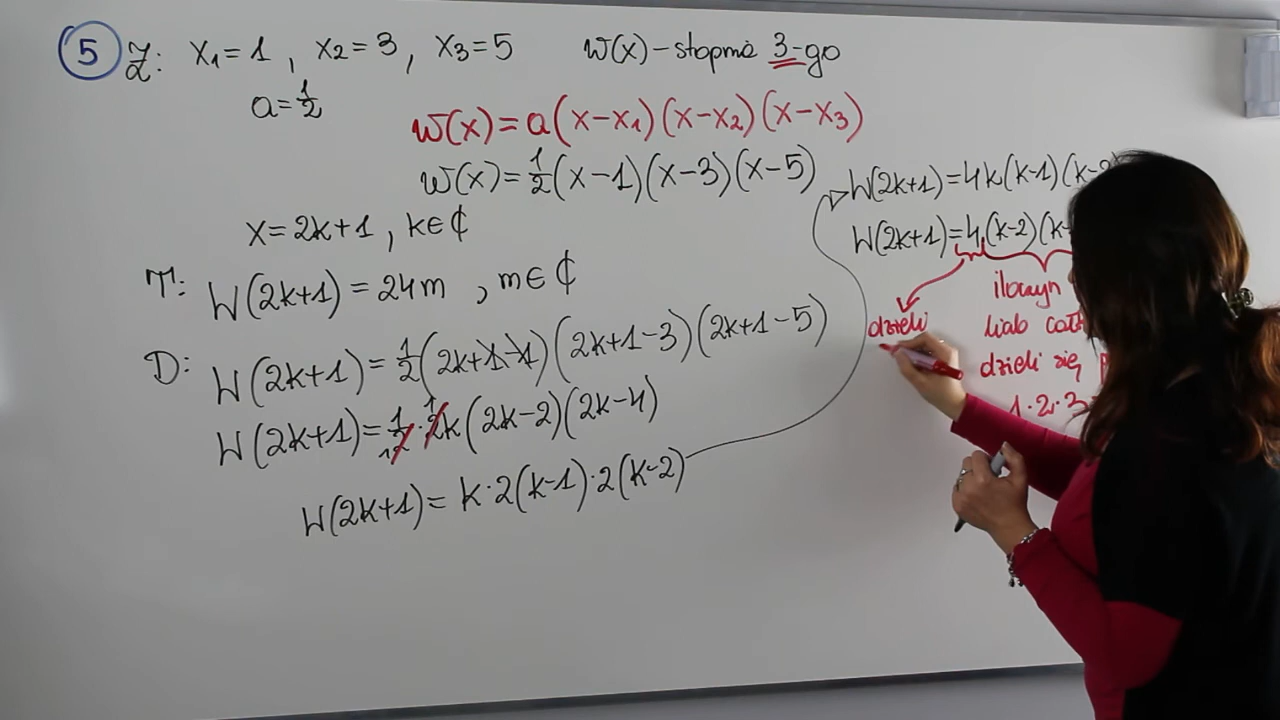 5 Z: x₁=1, x₂=3, x₃=5 W(x)-stopnia 3-go
a=1/2
W(x)=a(x-x₁)(x-x₂)(x-x₃)
W(x)=1/2(x-1)(x-3)(x-5)
x=2k+1, k∈ℂ
T: W(2k+1)=24m, m∈ℂ
D: W(2k+1)=1/2(2k+1-1)(2k+1-3)(2k+1-5)
W(2k+1)=1/2·2k(2k-2)(2k-4)
1 1
W(2k+1)=k·2(k-1)·2(k-2)
W(2k+1)=4k(k-1)(k-2
W(2k+1)=4(k-2)(k-
dzieli
iloczyn
liczb całk
dzieli się p
1·2·3